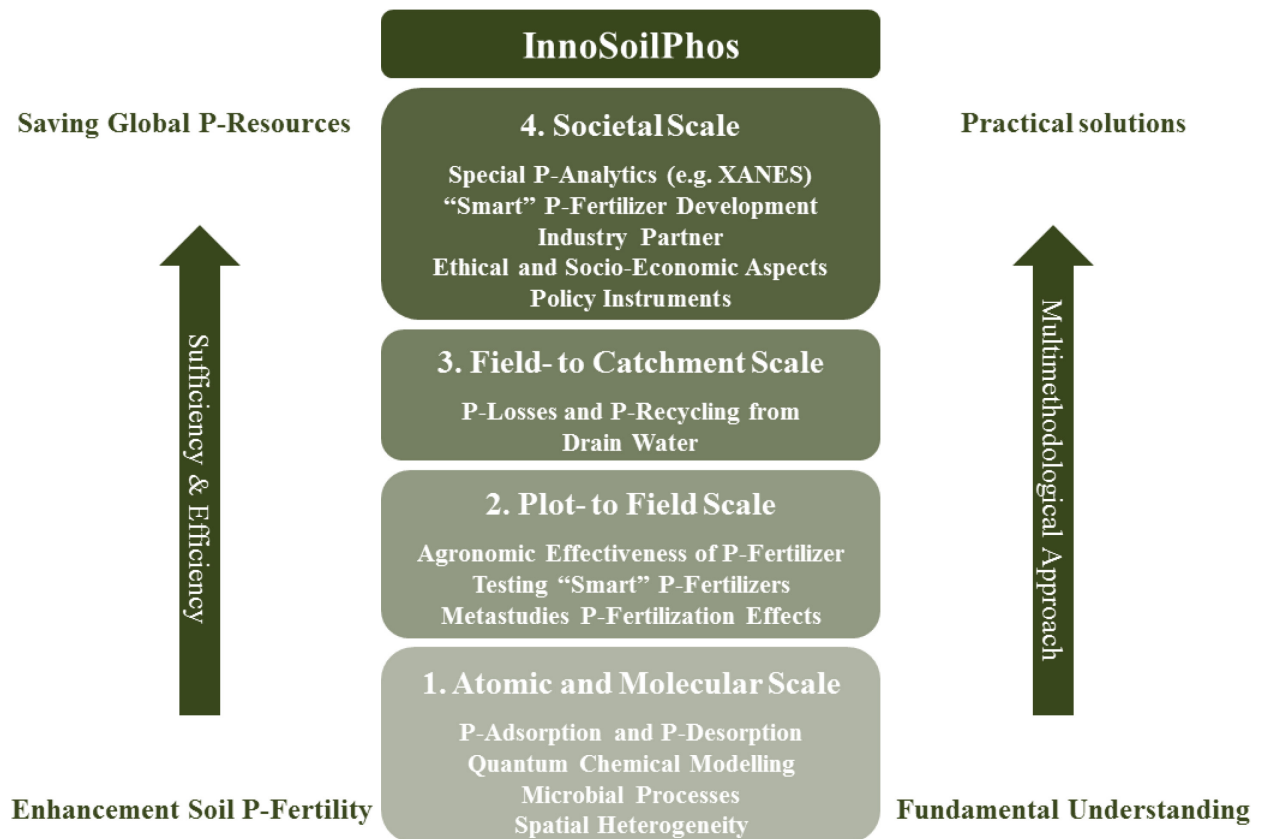 InnoSoilPhos
Saving Global P-Resources
Practical solutions
4. Societal Scale
Special P-Analytics (e.g. XANES)
“Smart” P-Fertilizer Development
Industry Partner
Ethical and Socio-Economic Aspects
Policy Instruments
Sufficiency & Efficiency
Multimethodological Approach
3. Field- to Catchment Scale
P-Losses and P-Recycling from
Drain Water
2. Plot- to Field Scale
Agronomic Effectiveness of P-Fertilizer
Testing “Smart” P-Fertilizers
Metastudies P-Fertilization Effects
1. Atomic and Molecular Scale
P-Adsorption and P-Desorption
Quantum Chemical Modelling
Microbial Processes
Spatial Heterogeneity
Enhancement Soil P-Fertility
Fundamental Understanding